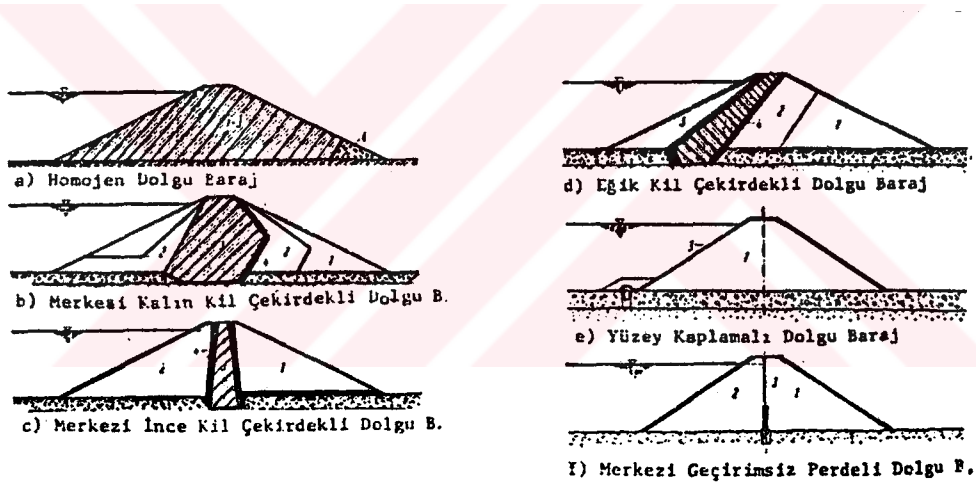 a) Homojen Dolgu Baraj
b) Merkezi Kalın Kil Çekirdekli Dolgu B.
c) Merkezi İnce Kil Çekirdekli Dolgu B.
d) Eğik Kil Çekirdekli Dolgu Baraj
e) Yüzey Kaplamalı Dolgu Baraj
f) Merkezi Geçirimsiz Perdeli Dolgu B.